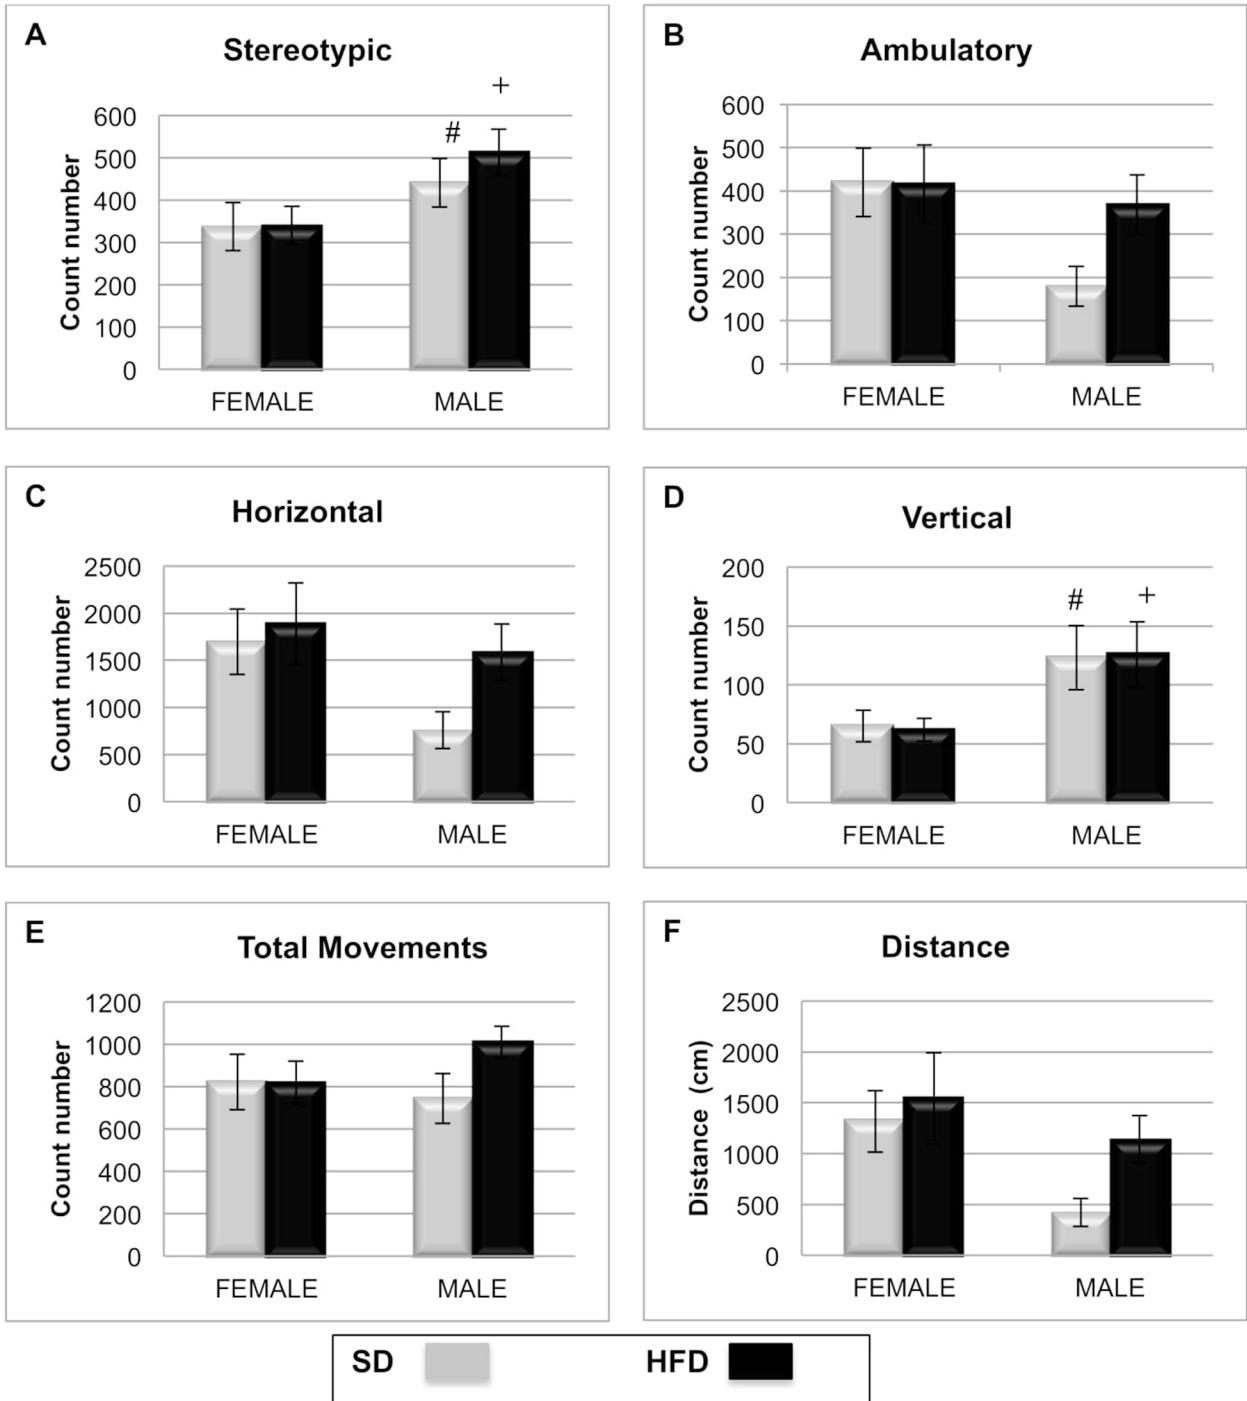 A
Stereotypic
+
#
Count number
600
500
400
300
200
100
0
FEMALE MALE
B
Ambulatory
Count number
600
500
400
300
200
100
0
FEMALE MALE
C
Horizontal
Count number
2500
2000
1500
1000
500
0
FEMALE MALE
D
Vertical
# +
Count number
200
150
100
50
0
FEMALE MALE
E
Total Movements
Count number
1200
1000
800
600
400
200
0
FEMALE MALE
F
Distance
Distance (cm)
2500
2000
1500
1000
500
0
FEMALE MALE
SD HFD